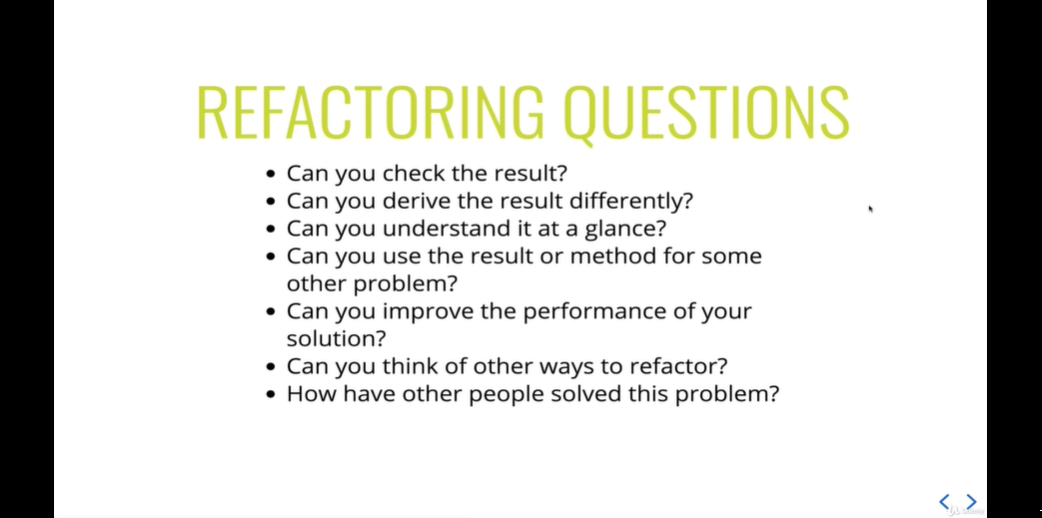 REFACTORING QUESTIONS
• Can you check the result?
• Can you derive the result differently?
• Can you understand it at a glance?
• Can you use the result or method for some
other problem?
• Can you improve the performance of your
solution?
• Can you think of other ways to refactor?
• How have other people solved this problem?